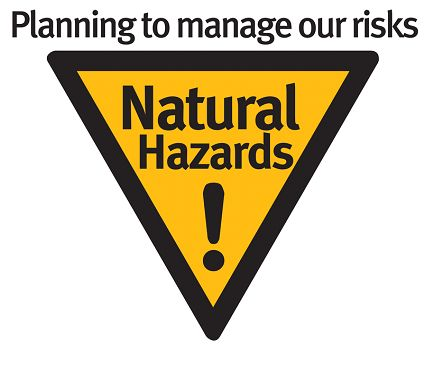 Planning to manage our risks
Natural
Hazards
!